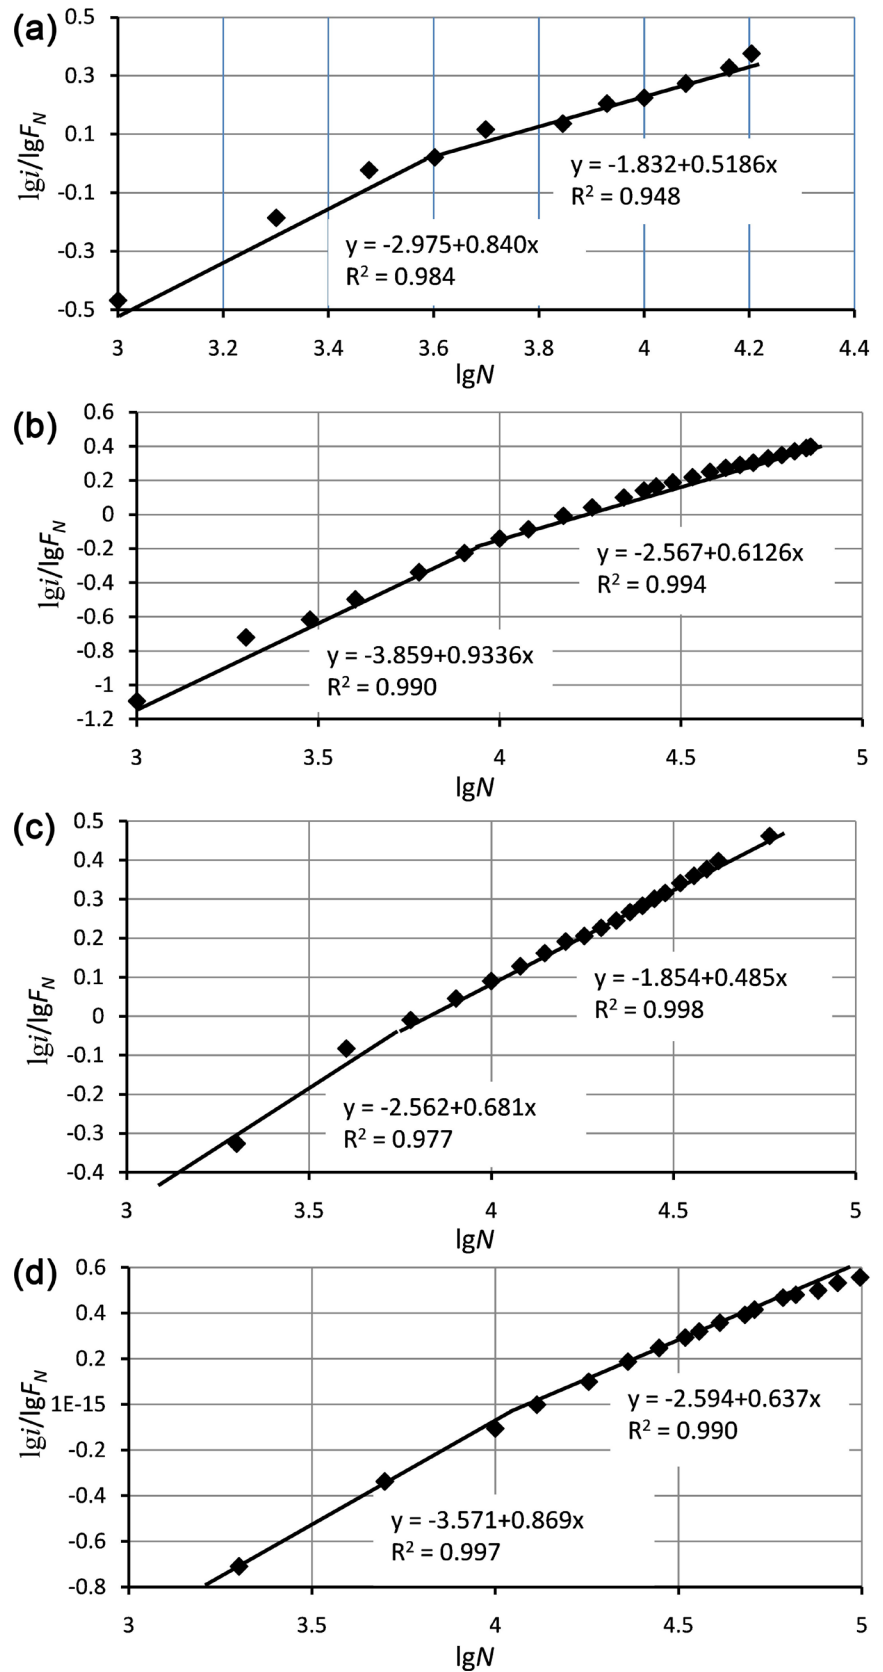 (a)
0.5
0.3
0.1
-0.1
-0.3
-0.5
lgi/lgFN
y = -1.832+0.5186x
R² = 0.948
y = -2.975+0.840x
R² = 0.984
3 3.2 3.4 3.6 3.8 4 4.2 4.4
lgN
(b)
0.6
0.4
0.2
0
-0.2
-0.4
-0.6
-0.8
-1
-1.2
lgi/lgFN
y = -2.567+0.6126x
R² = 0.994
y = -3.859+0.9336x
R² = 0.990
3 3.5 4 4.5 5
lgN
(c)
0.5
0.4
0.3
0.2
0.1
0
-0.1
-0.2
-0.3
-0.4
lgi/lgFN
y = -1.854+0.485x
R² = 0.998
y = -2.562+0.681x
R² = 0.977
3 3.5 4 4.5 5
lgN
(d)
0.6
0.4
0.2
1E-15
-0.2
-0.4
-0.6
-0.8
lgi/lgFN
y = -2.594+0.637x
R² = 0.990
y = -3.571+0.869x
R² = 0.997
3 3.5 4 4.5 5
lgN